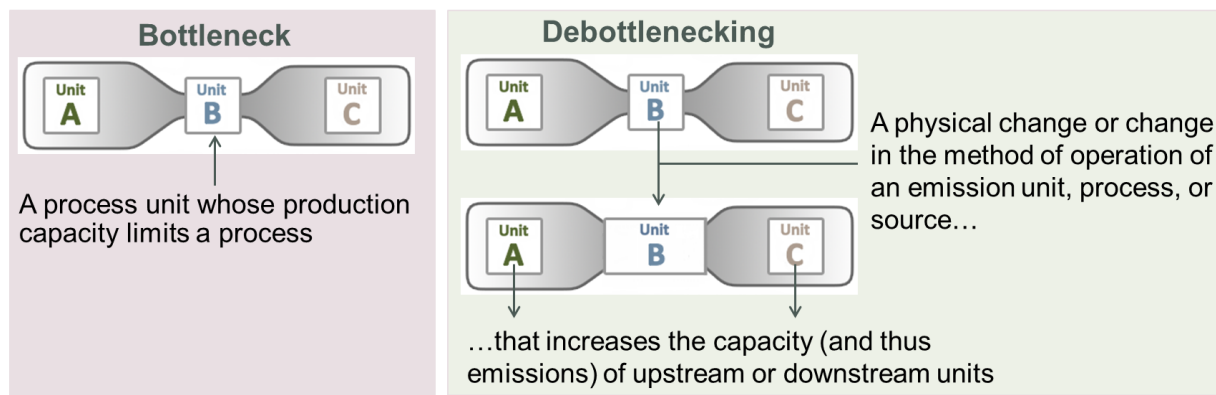 Bottleneck
Unit
A
Unit
B
Unit
C
A process unit whose production
capacity limits a process
Debottlenecking
Unit
A
Unit
B
Unit
C
A physical change or change
in the method of operation of
an emission unit, process, or
source…
Unit
A
Unit
B
Unit
C
…that increases the capacity (and thus
emissions) of upstream or downstream units